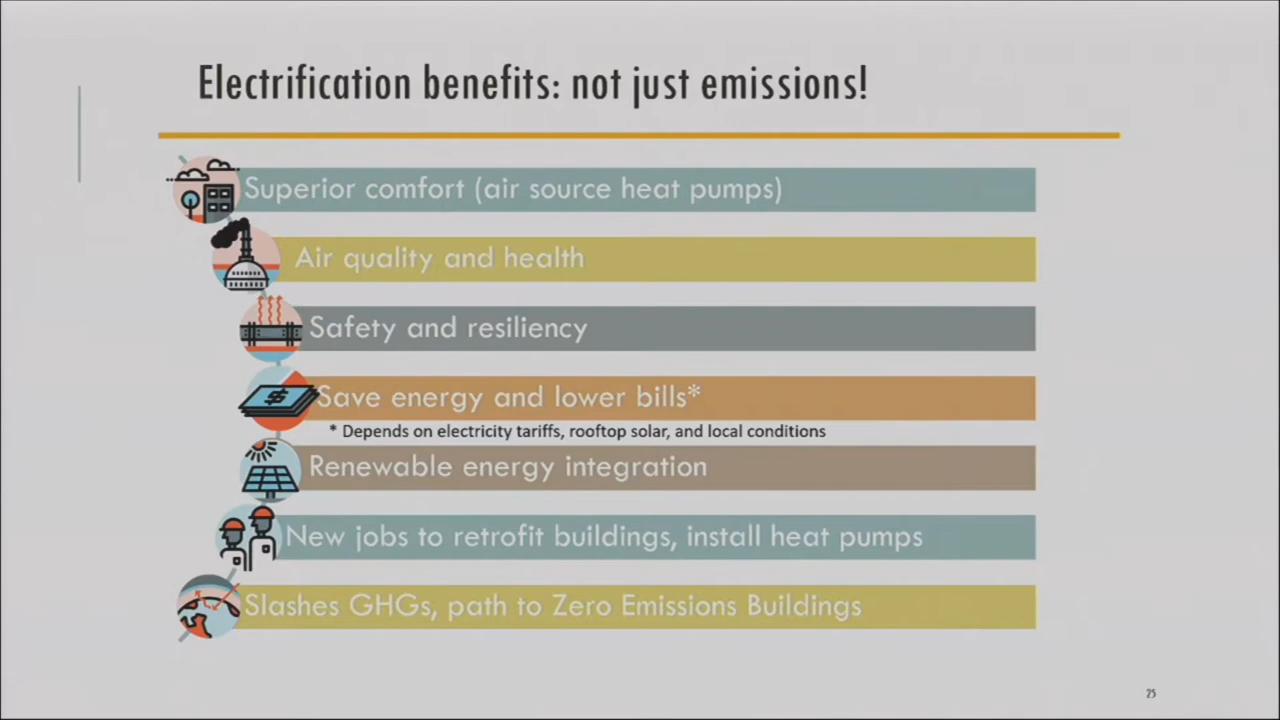 Electrification benefits: not just emissions!
Superior comfort (air source heat pumps)
Air quality and health
Safety and resiliency
$
Save energy and lower bills*
* Depends on electricity tariffs, rooftop solar, and local conditions
Renewable energy integration
New jobs to retrofit buildings, install heat pumps
Slashes GHGs, path to Zero Emissions Buildings
25